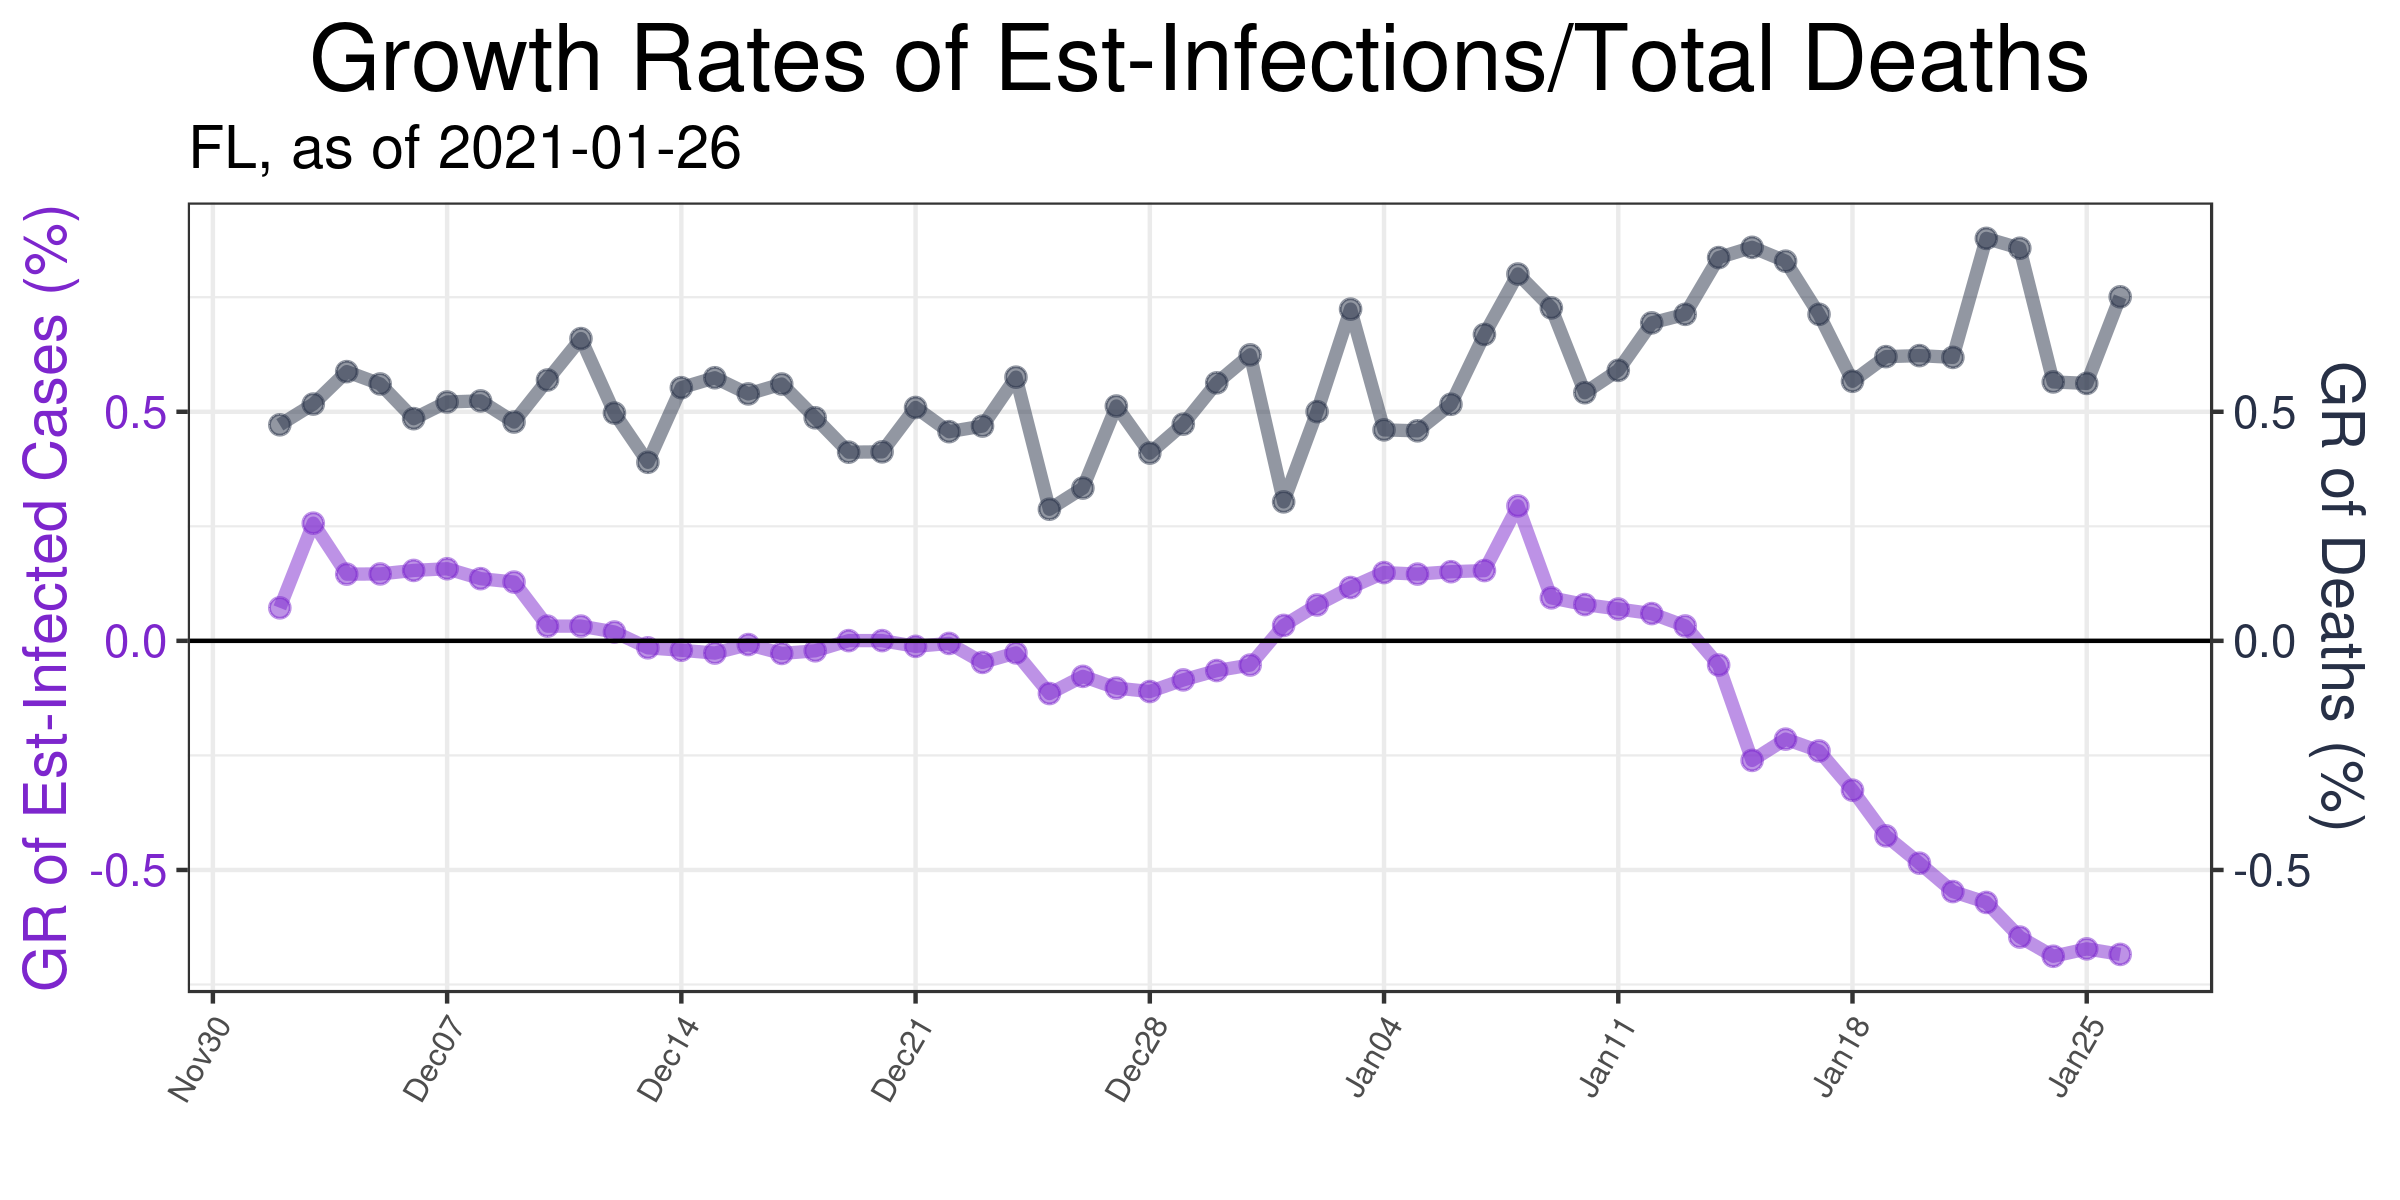 Growth Rates of Est-Infections/Total Deaths
FL, as of 2021-01-26
GR of Est-Infected Cases (%)
0.5
0.0
-0.5
GR of Deaths (%)
0.5
0.0
-0.5
Nov30
Dec07
Dec14
Dec21
Dec28
Jan04
Jan11
Jan18
Jan25